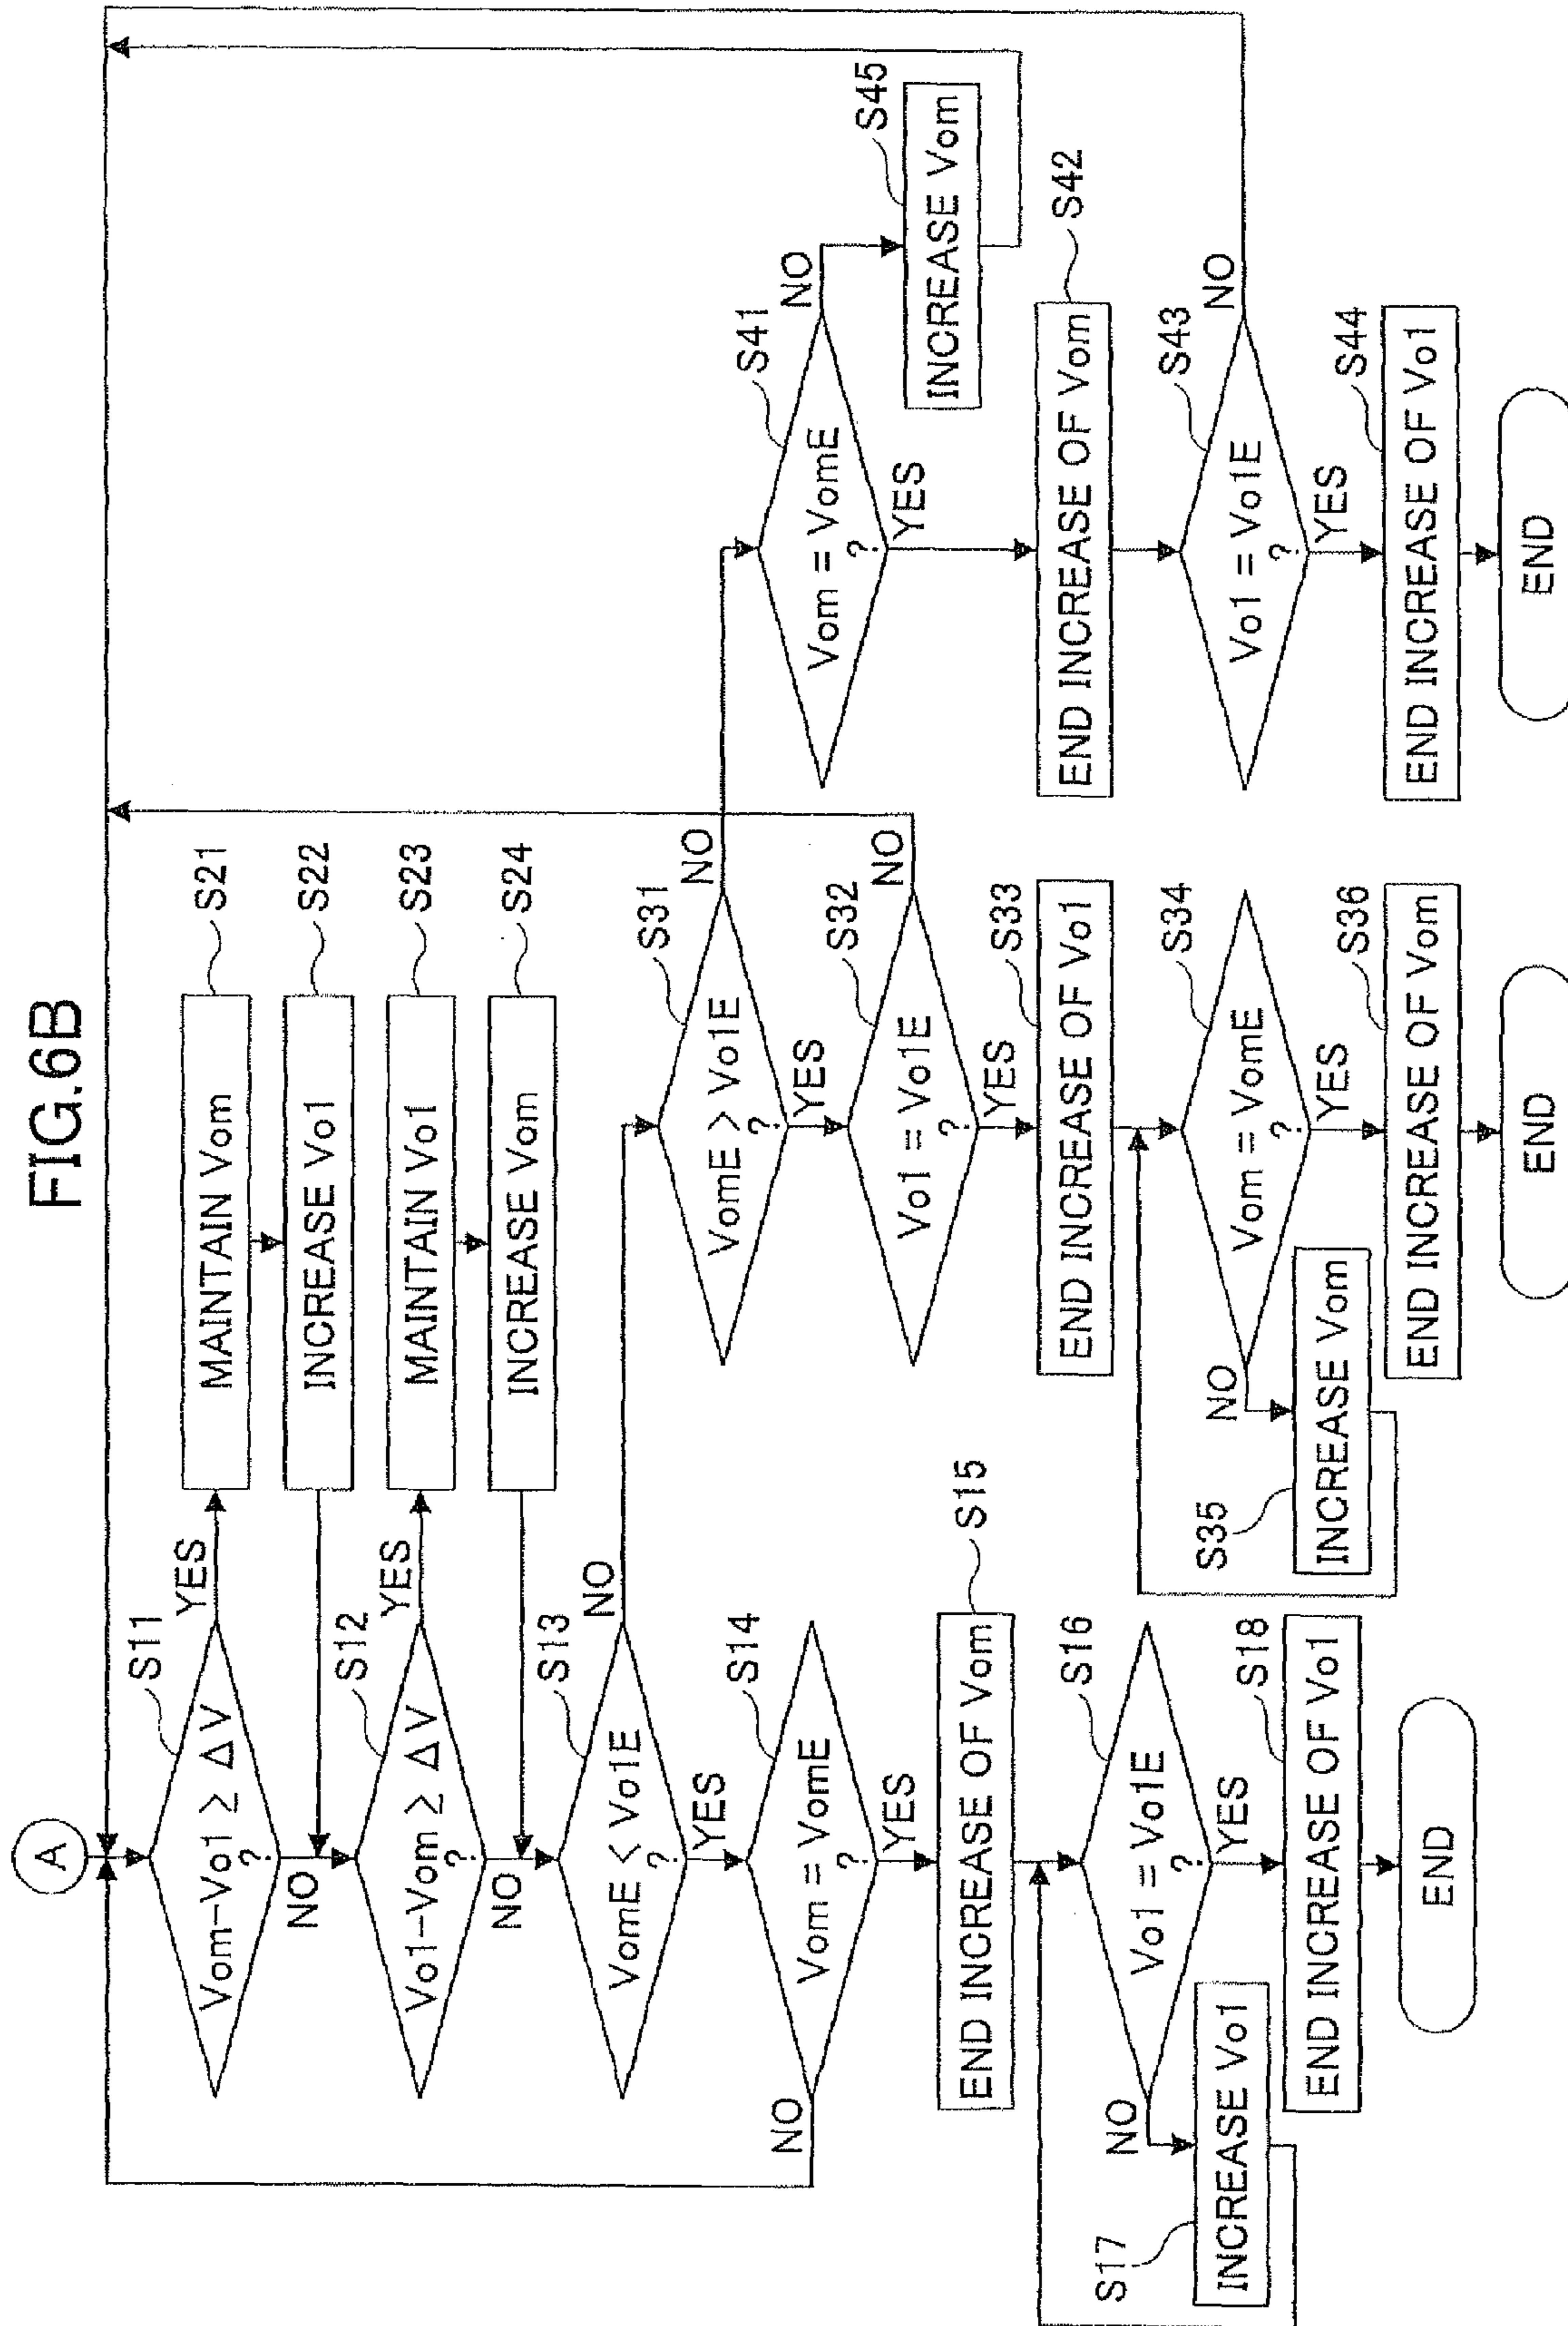 FIG.6B
A
S11
Vom-Vo1 ≥ ΔV
?
YES
NO
S21
MAINTAIN Vom
S22
INCREASE Vo1
S12
Vo1-Vom ≥ ΔV
?
YES
NO
S23
MAINTAIN Vo1
S24
INCREASE Vom
S13
VomE < Vo1E
?
NO
YES
S14
Vom = VomE
?
NO
YES
S15
END INCREASE OF Vom
S16
Vo1 = Vo1E
?
NO
YES
S17
INCREASE Vo1
S18
END INCREASE OF Vo1
END
S31
VomE > Vo1E
?
NO
YES
S32
Vo1 = Vo1E
?
NO
YES
S33
END INCREASE OF Vo1
S34
Vom = VomE
?
NO
YES
S35
INCREASE Vom
S36
END INCREASE OF Vom
END
S41
Vom = VomE
?
NO
YES
S45
INCREASE Vom
S42
END INCREASE OF Vom
S43
Vo1 = Vo1E
?
NO
YES
S44
END INCREASE OF Vo1
END